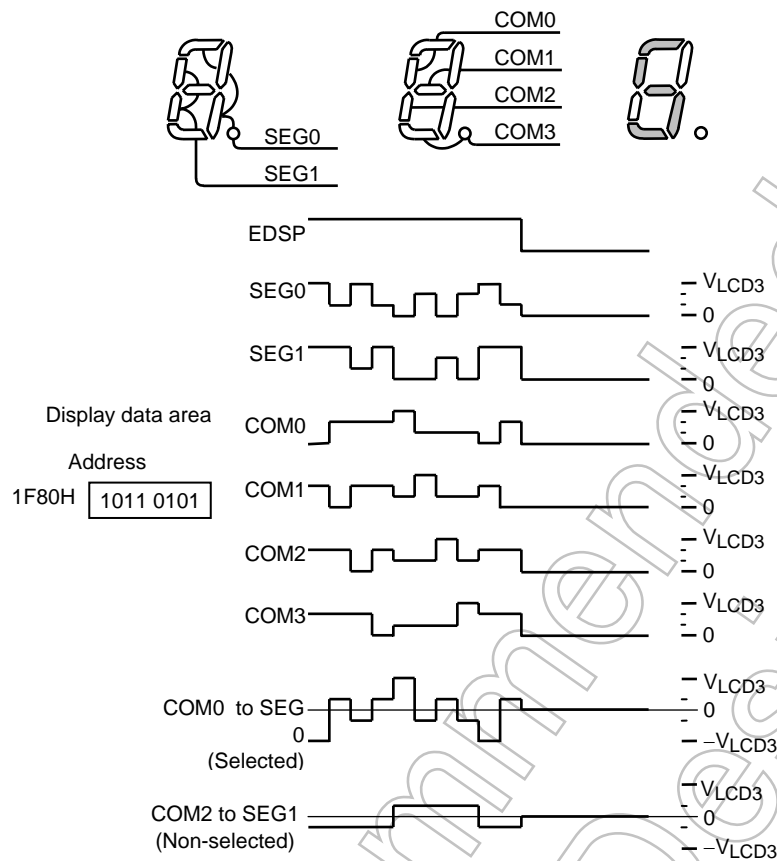 COM0
COM1
COM2
COM3
SEG0
SEG1
EDSP
SEG0
VLCD3
0
SEG1
VLCD3
0
Display data area
COM0
VLCD3
0
Address
1F80H 1011 0101
COM1
VLCD3
0
COM2
VLCD3
0
COM3
VLCD3
0
COM0 to SEG
0
(Selected)
VLCD3
0
−VLCD3
COM2 to SEG1
(Non-selected)
VLCD3
0
−VLCD3